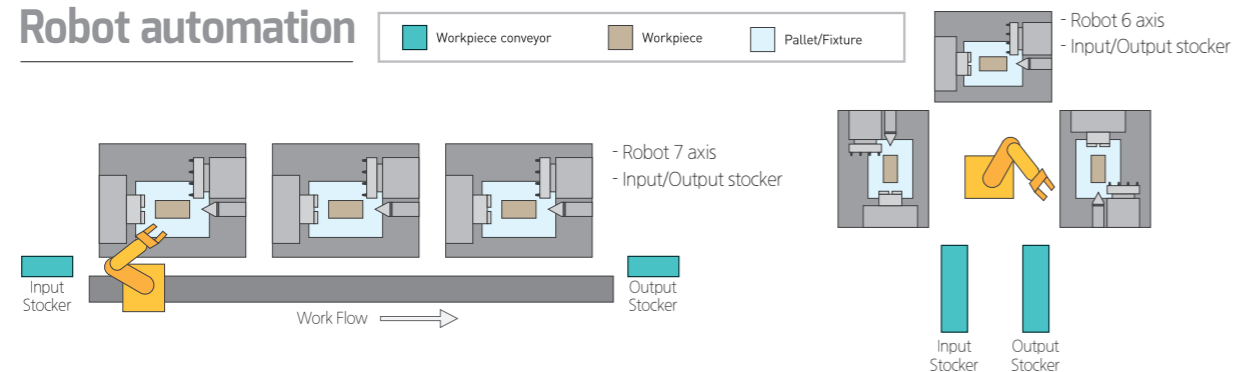 Robot automation
Workpiece conveyor
Workpiece
Pallet/Fixture
- Robot 7 axis
- Input/Output stocker
Input
Stocker
Output
Stocker
Work Flow
- Robot 6 axis
- Input/Output stocker
Input
Stocker
Output
Stocker